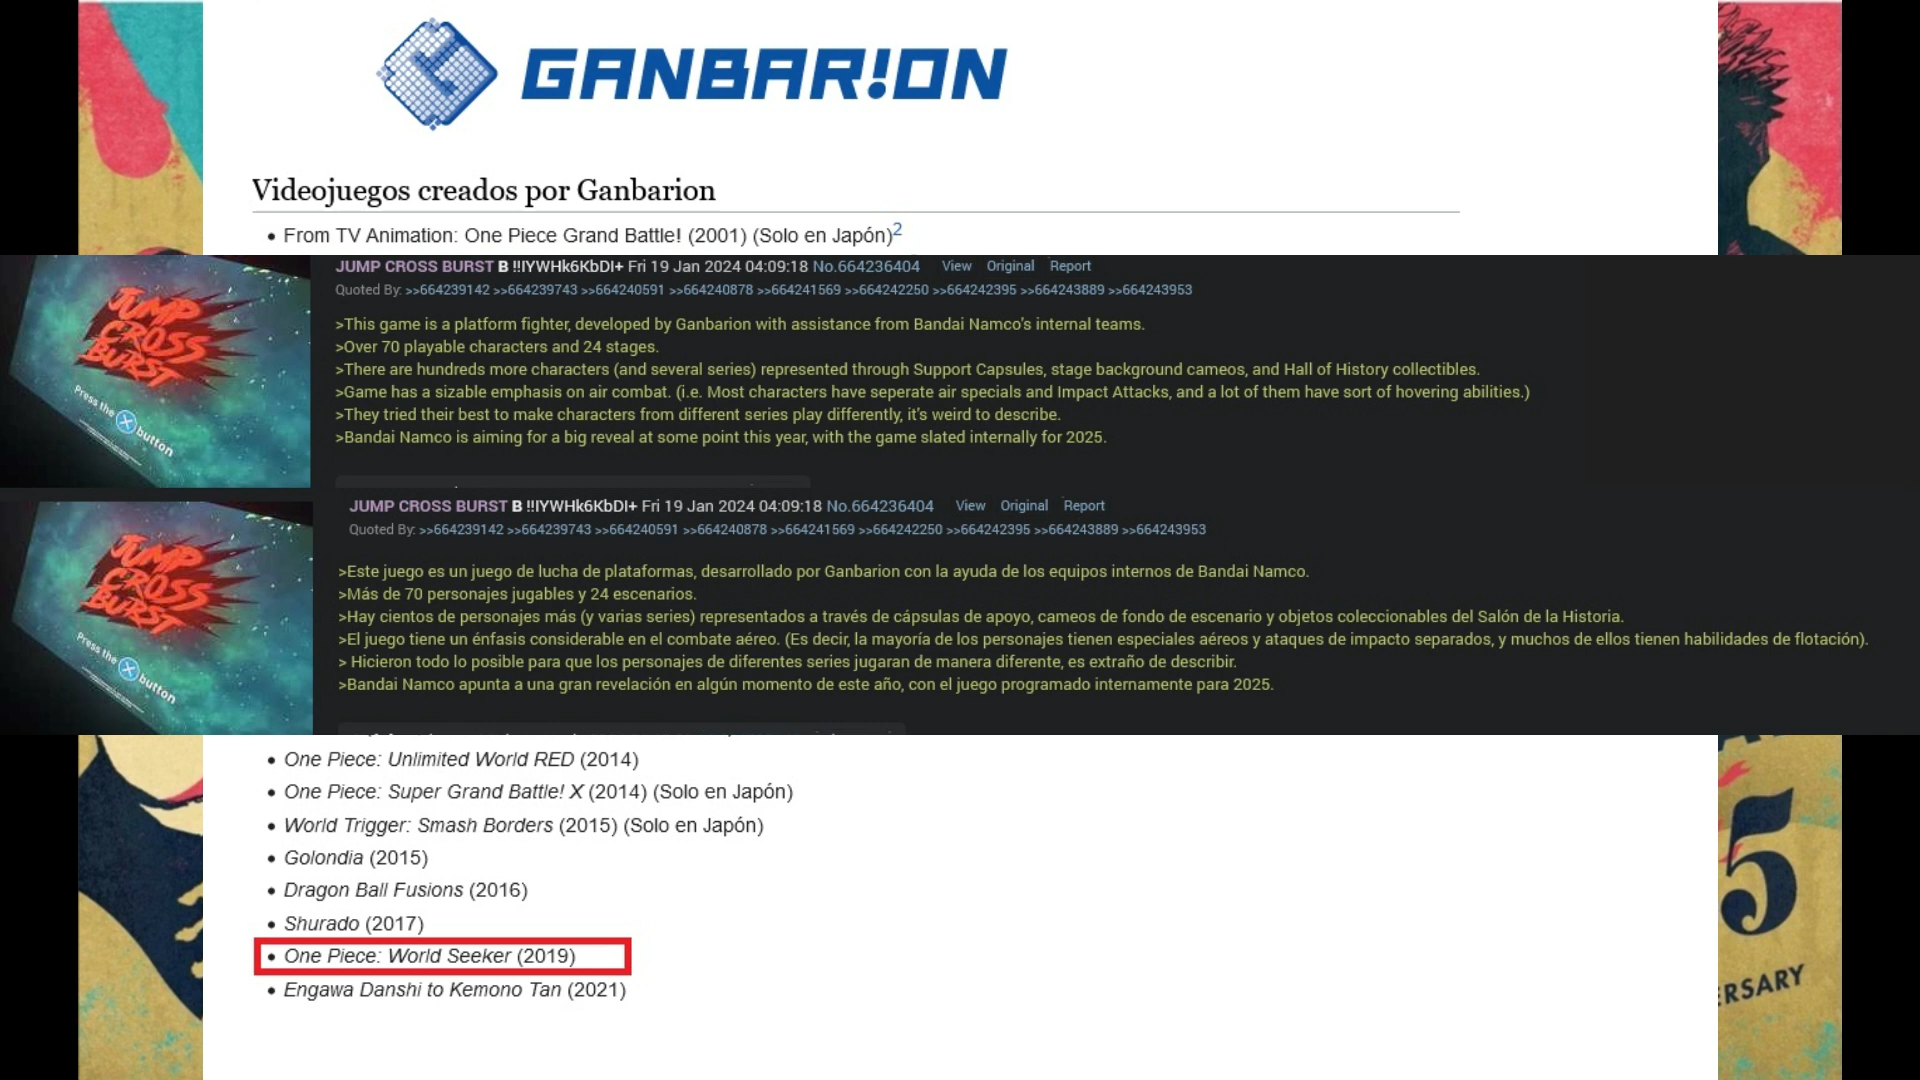 GANBAR!ON
Videojuegos creados por Ganbarion
• From TV Animation: One Piece Grand Battle! (2001) (Solo en Japón)2
JUMP CROSS BURST B !!IYWHk6KbDI+ Fri 19 Jan 2024 04:09:18 No.664236404 View Original Report
Quoted By: >>664239142 >>664239743 >>664240591 >>664240878 >>664241569 >>664242250 >>664242395 >>664243889 >>664243953
JUMP
CROSS
BURST
Press the X button
>This game is a platform fighter, developed by Ganbarion with assistance from Bandai Namco's internal teams.
>Over 70 playable characters and 24 stages.
>There are hundreds more characters (and several series) represented through Support Capsules, stage background cameos, and Hall of History collectibles.
>Game has a sizable emphasis on air combat. (i.e. Most characters have seperate air specials and Impact Attacks, and a lot of them have sort of hovering abilities.)
>They tried their best to make characters from different series play differently, it's weird to describe.
>Bandai Namco is aiming for a big reveal at some point this year, with the game slated internally for 2025.
JUMP CROSS BURST B !!IYWHk6KbDI+ Fri 19 Jan 2024 04:09:18 No.664236404 View Original Report
Quoted By: >>664239142 >>664239743 >>664240591 >>664240878 >>664241569 >>664242250 >>664242395 >>664243889 >>664243953
JUMP
CROSS
BURST
Press the X button
>Este juego es un juego de lucha de plataformas, desarrollado por Ganbarion con la ayuda de los equipos internos de Bandai Namco.
>Más de 70 personajes jugables y 24 escenarios.
>Hay cientos de personajes más (y varias series) representados a través de cápsulas de apoyo, cameos de fondo de escenario y objetos coleccionables del Salón de la Historia.
>El juego tiene un énfasis considerable en el combate aéreo. (Es decir, la mayoría de los personajes tienen especiales aéreos y ataques de impacto separados, y muchos de ellos tienen habilidades de flotación).
> Hicieron todo lo posible para que los personajes de diferentes series jugaran de manera diferente, es extraño de describir.
>Bandai Namco apunta a una gran revelación en algún momento de este año, con el juego programado internamente para 2025.
• One Piece: Unlimited World RED (2014)
• One Piece: Super Grand Battle! X (2014) (Solo en Japón)
• World Trigger: Smash Borders (2015) (Solo en Japón)
• Golondia (2015)
• Dragon Ball Fusions (2016)
• Shurado (2017)
• One Piece: World Seeker (2019)
• Engawa Danshi to Kemono Tan (2021)
5
ERSARY